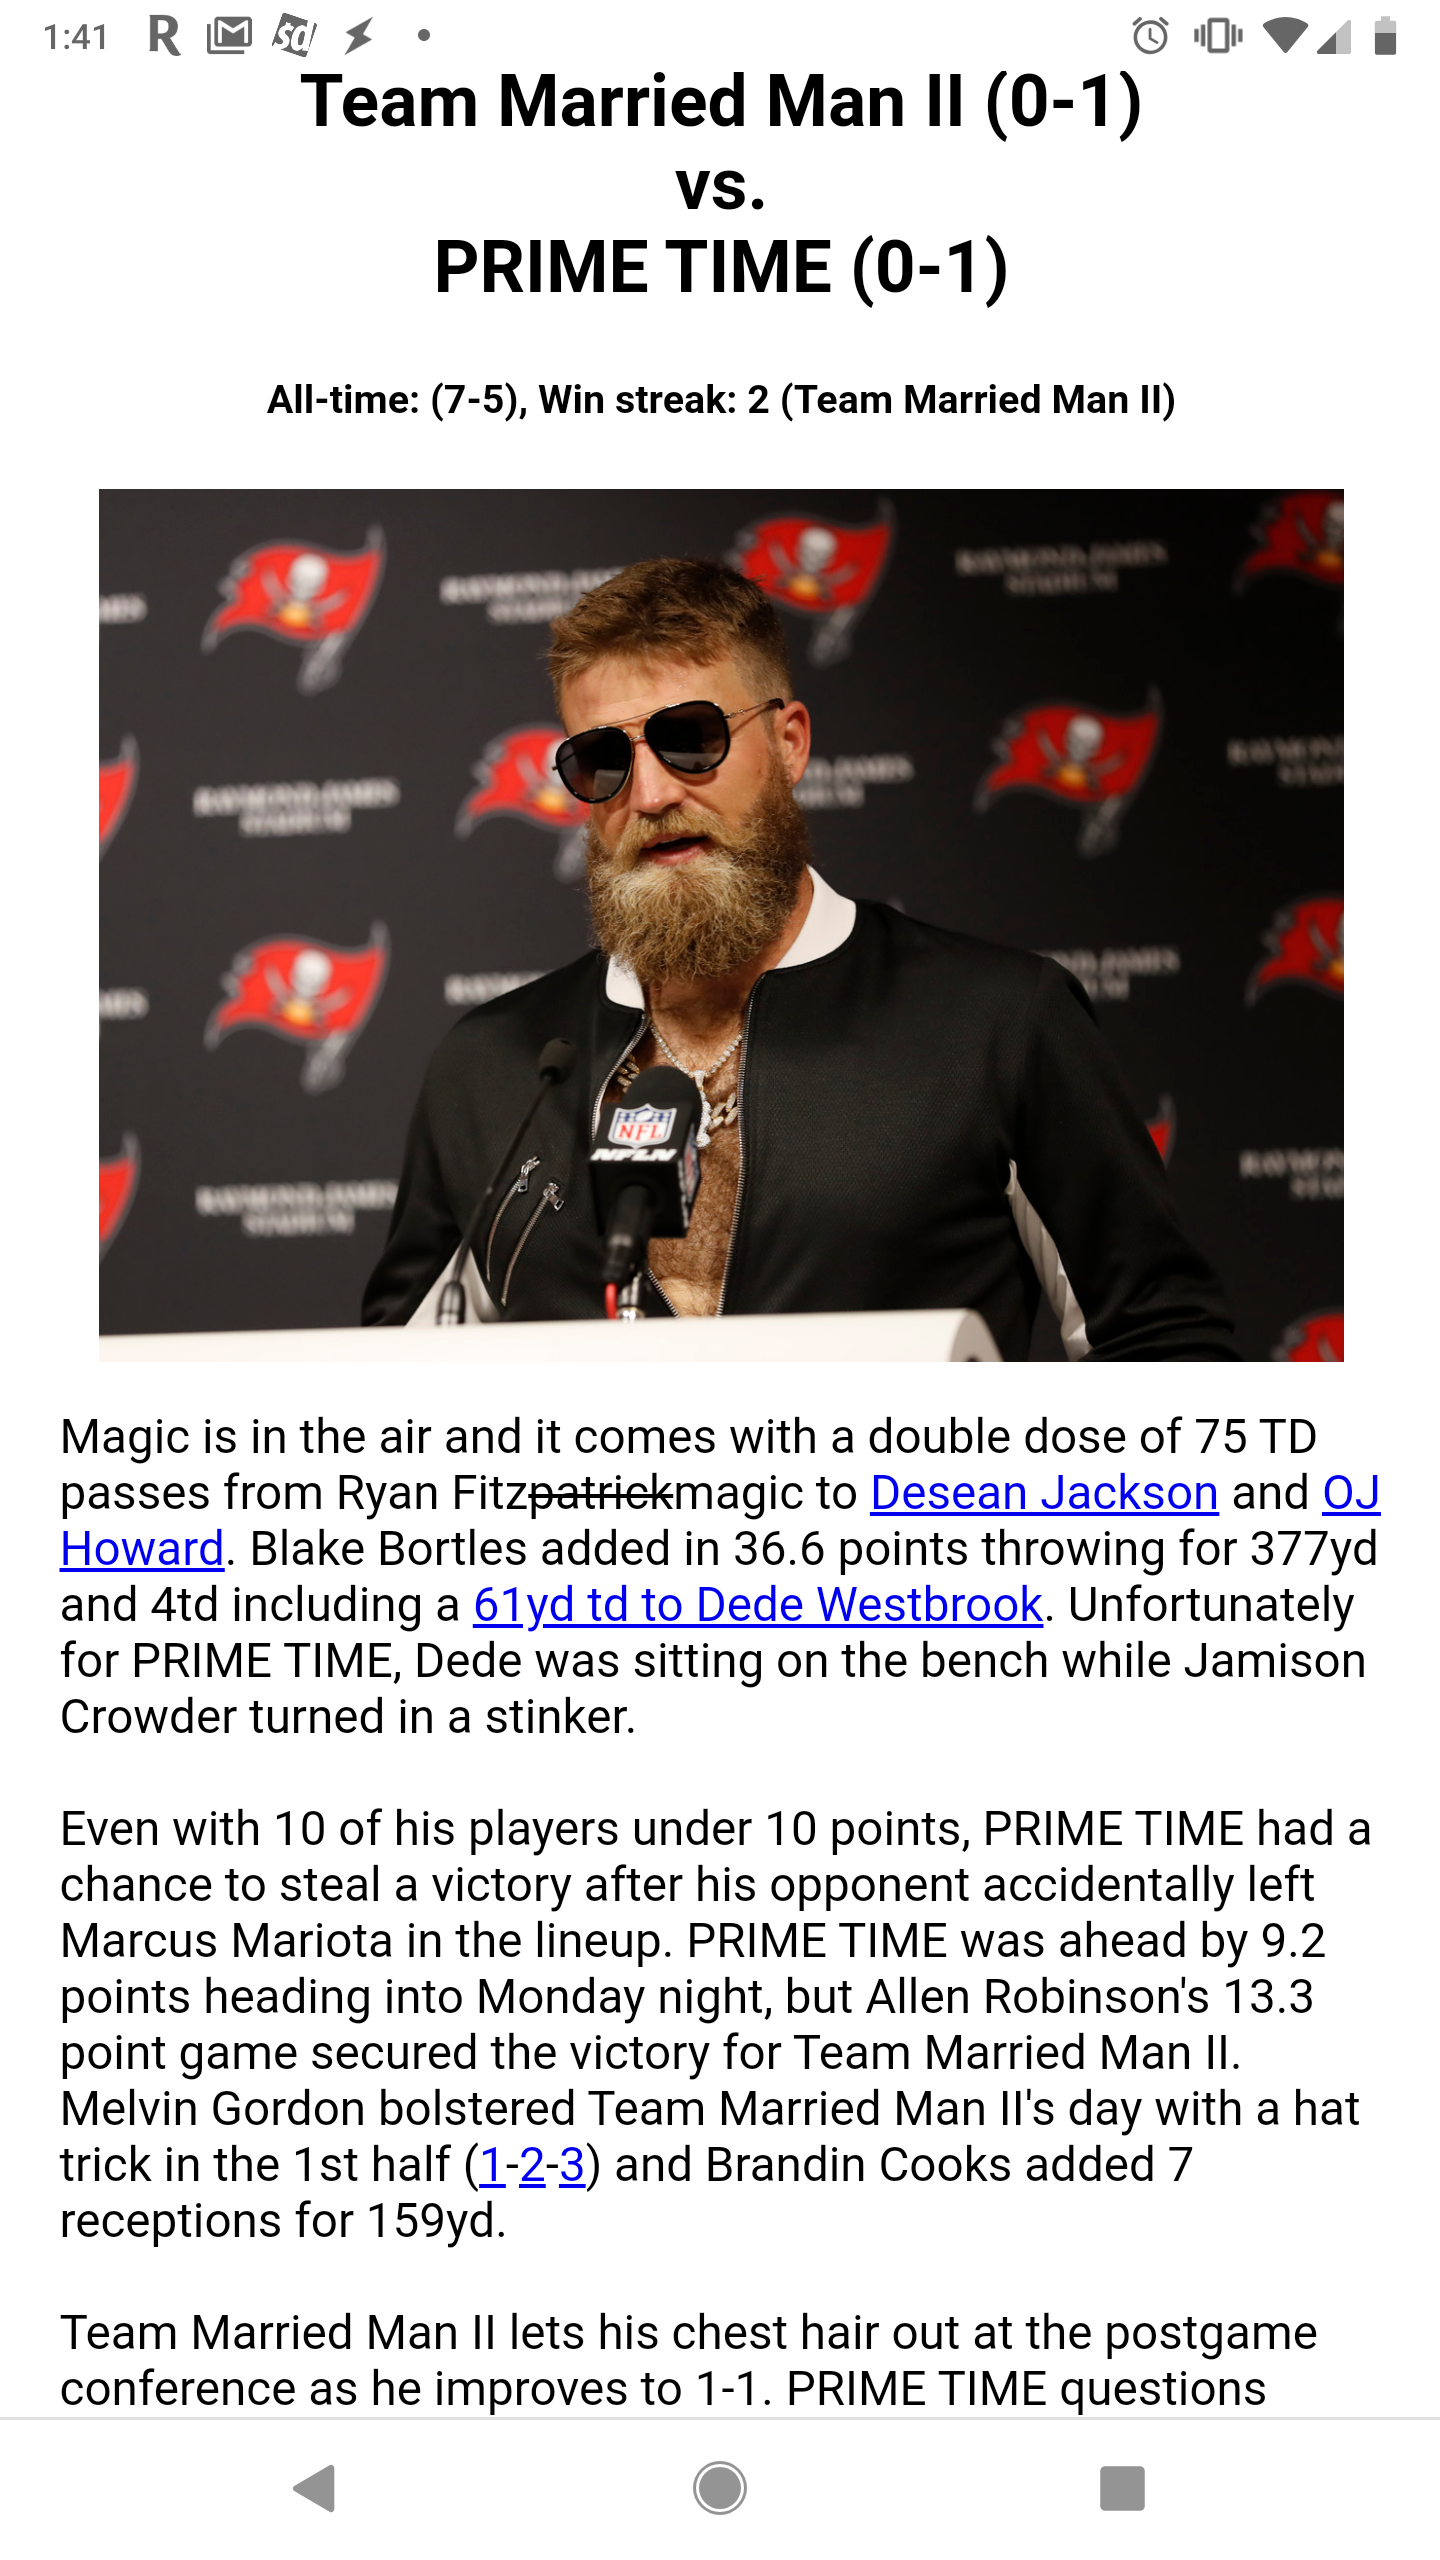 1:41
Team Married Man II (0-1)
vs.
PRIME TIME (0-1)
All-time: (7-5), Win streak: 2 (Team Married Man II)
RAYMOND JAMES
STADIUM
NFL
NFLN
Magic is in the air and it comes with a double dose of 75 TD
passes from Ryan Fitzpatrickmagic to Desean Jackson and OJ
Howard. Blake Bortles added in 36.6 points throwing for 377yd
and 4td including a 61yd td to Dede Westbrook. Unfortunately
for PRIME TIME, Dede was sitting on the bench while Jamison
Crowder turned in a stinker.
Even with 10 of his players under 10 points, PRIME TIME had a
chance to steal a victory after his opponent accidentally left
Marcus Mariota in the lineup. PRIME TIME was ahead by 9.2
points heading into Monday night, but Allen Robinson's 13.3
point game secured the victory for Team Married Man II.
Melvin Gordon bolstered Team Married Man II's day with a hat
trick in the 1st half (1-2-3) and Brandin Cooks added 7
receptions for 159yd.
Team Married Man II lets his chest hair out at the postgame
conference as he improves to 1-1. PRIME TIME questions